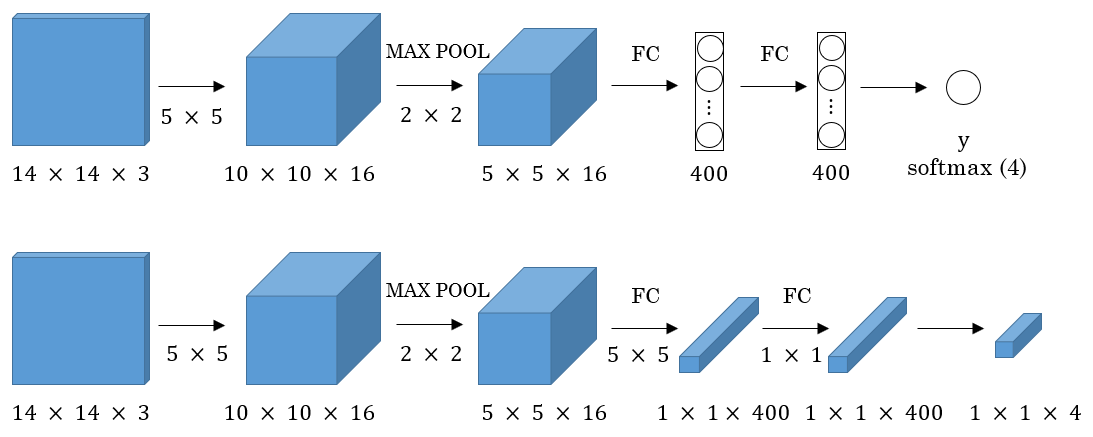 MAX POOL
FC
FC
5 × 5
2 × 2
⋮
⋮
y
softmax (4)
14 × 14 × 3
10 × 10 × 16
5 × 5 × 16
400
400
MAX POOL
FC
FC
5 × 5
2 × 2
5 × 5
1 × 1
14 × 14 × 3
10 × 10 × 16
5 × 5 × 16
1 × 1 × 400
1 × 1 × 400
1 × 1 × 4